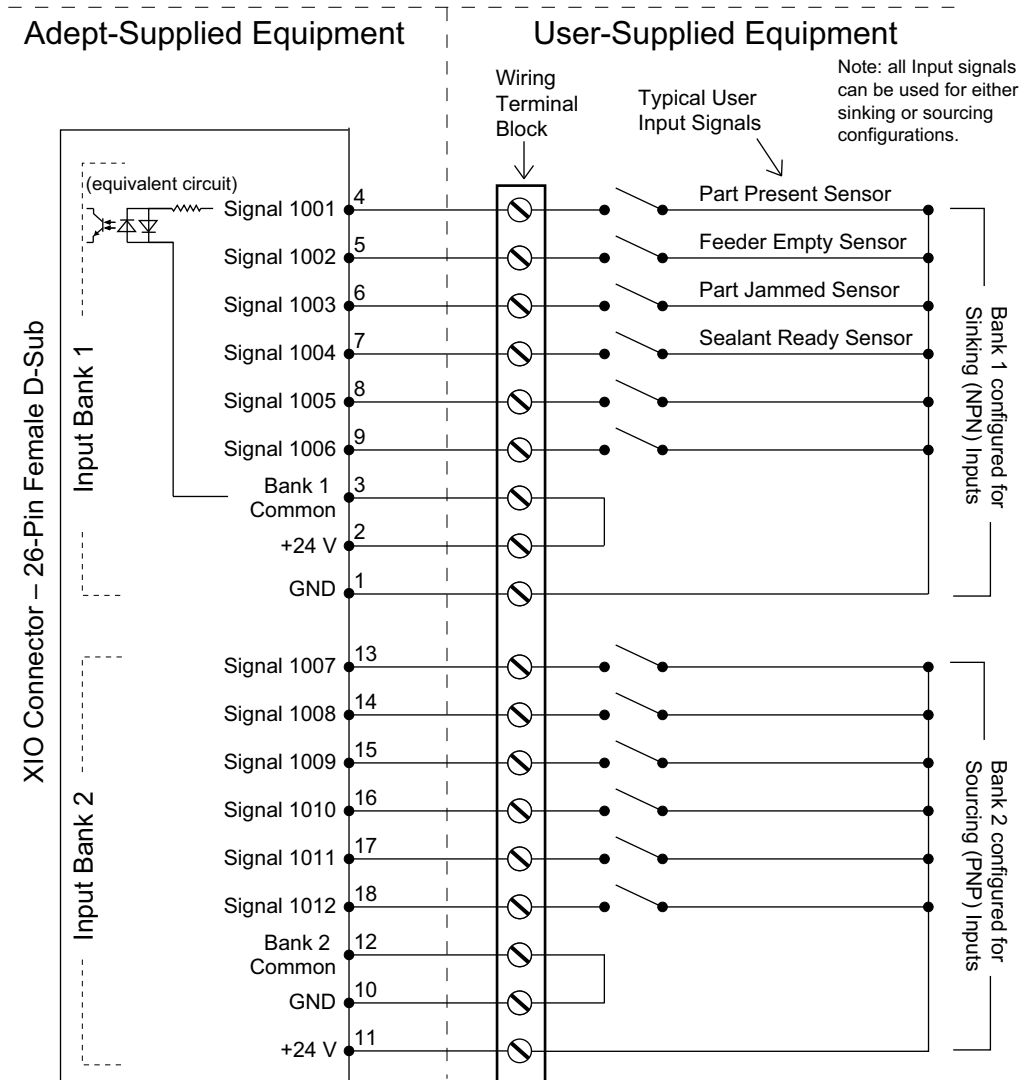 Adept-Supplied Equipment
User-Supplied Equipment
Wiring
Terminal
Block
Typical User
Input Signals
Note: all Input signals
can be used for either
sinking or sourcing
configurations.
XIO Connector – 26-Pin Female D-Sub
Input Bank 1
(equivalent circuit)
Signal 1001 4 Part Present Sensor
Signal 1002 5 Feeder Empty Sensor
Signal 1003 6 Part Jammed Sensor
Signal 1004 7 Sealant Ready Sensor
Signal 1005 8
Signal 1006 9
Bank 1
Common 3
+24 V 2
GND 1
Bank 1 configured for
Sinking (NPN) Inputs
Input Bank 2
Signal 1007 13
Signal 1008 14
Signal 1009 15
Signal 1010 16
Signal 1011 17
Signal 1012 18
Bank 2
Common 12
GND 10
+24 V 11
Bank 2 configured for
Sourcing (PNP) Inputs